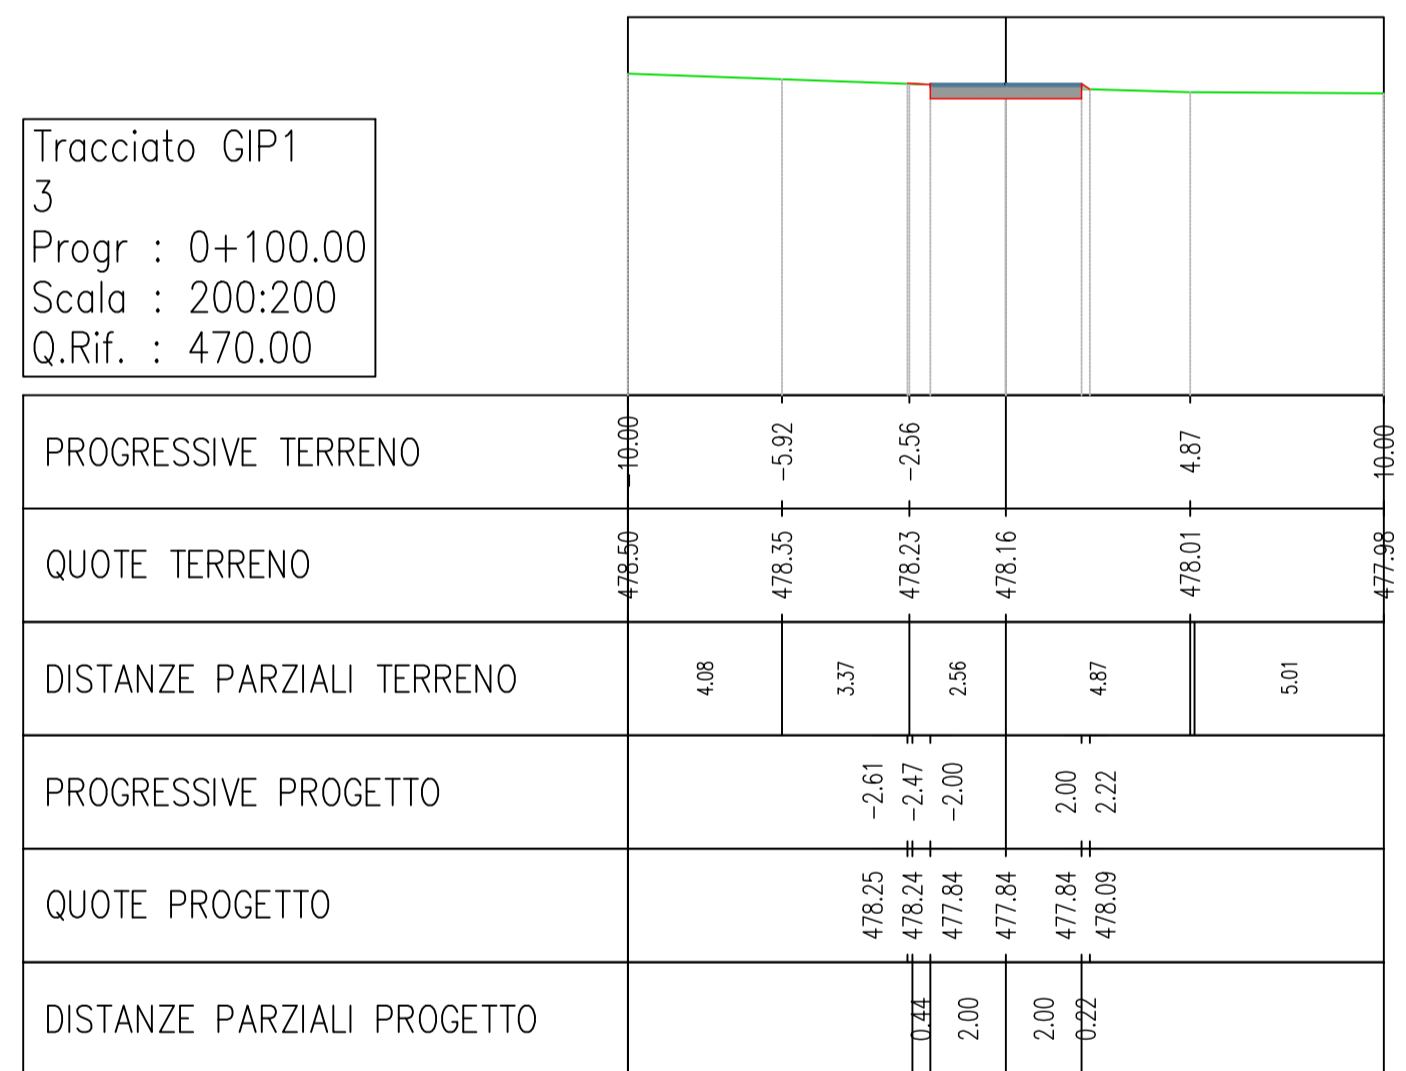 Tracciato GIP1
3
Progr : 0+100.00
Scala : 200:200
Q.Rif. : 470.00
PROGRESSIVE TERRENO -10.00 -5.92 -2.56 4.87 10.00
QUOTE TERRENO 478.50 478.35 478.23 478.16 478.01 477.98
DISTANZE PARZIALI TERRENO 4.08 3.37 2.56 4.87 5.01
PROGRESSIVE PROGETTO -2.61 -2.47 -2.00 2.00 2.22
QUOTE PROGETTO 478.25 478.24 477.84 477.84 477.84 478.09
DISTANZE PARZIALI PROGETTO 0.44 2.00 2.00 0.22